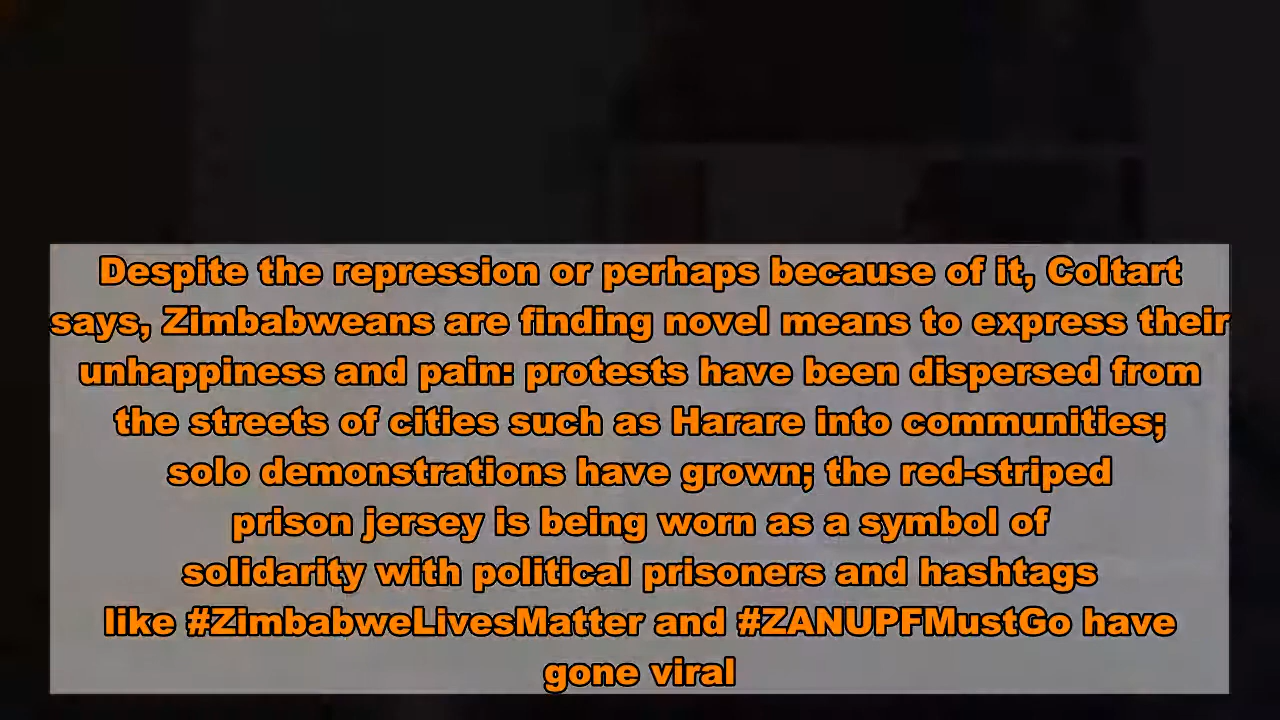 Despite the repression or perhaps because of it, Coltart
says, Zimbabweans are finding novel means to express their
unhappiness and pain: protests have been dispersed from
the streets of cities such as Harare into communities;
solo demonstrations have grown; the red-striped
prison jersey is being worn as a symbol of
solidarity with political prisoners and hashtags
like #ZimbabweLivesMatter and #ZANUPFMustGo have
gone viral